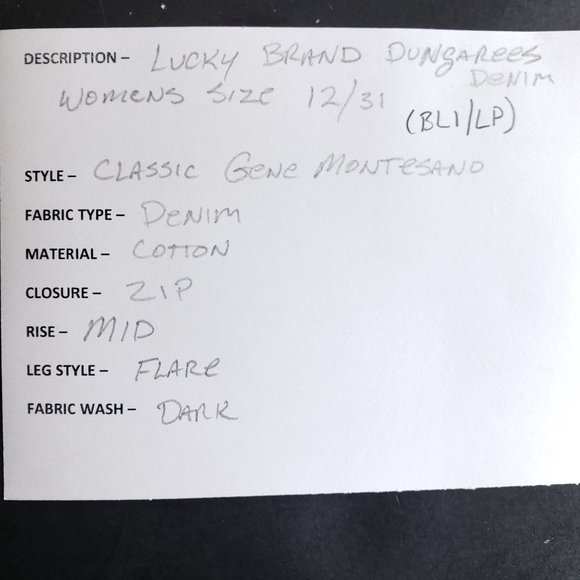 DESCRIPTION – LUCKY BRAND DUNGAREES
DENIM
WOMENS SIZE 12/31
(BL1/LP)
STYLE – CLASSIC GENE MONTESANO
FABRIC TYPE – DENIM
MATERIAL – COTTON
CLOSURE – ZIP
RISE – MID
LEG STYLE – FLARE
FABRIC WASH – DARK